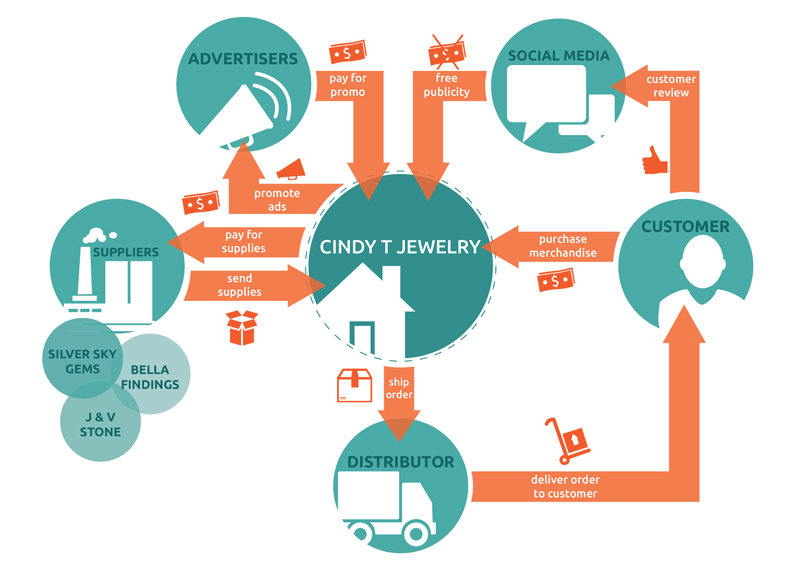 ADVERTISERS
pay for
promo
free
publicity
SOCIAL MEDIA
customer
review
promote
ads
pay for
supplies
SUPPLIERS
send
supplies
CINDY T JEWELRY
purchase
merchandise
CUSTOMER
SILVER SKY
GEMS
BELLA
FINDINGS
J & V
STONE
ship
order
DISTRIBUTOR
deliver order
to customer